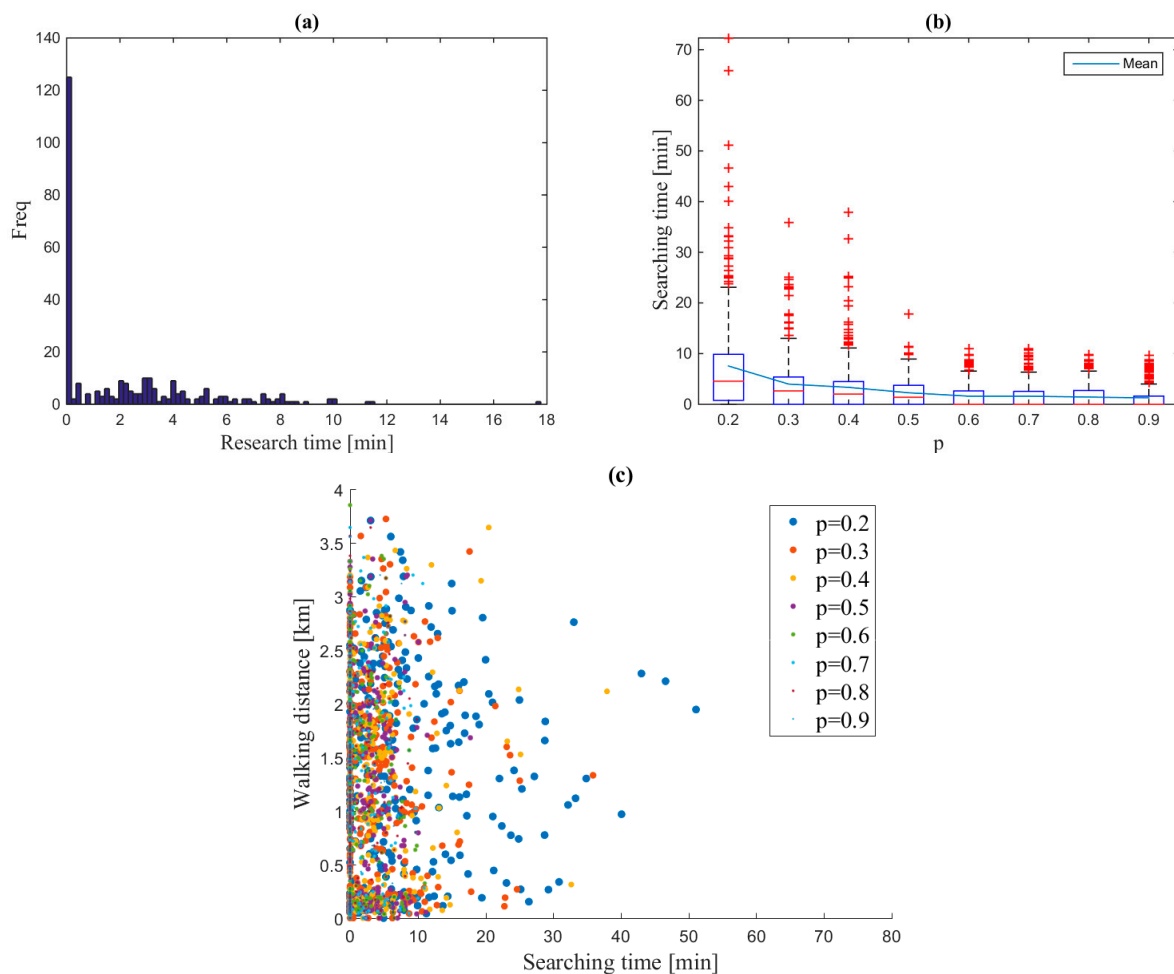 (a)
140
120
100
80
60
40
20
0
Freq
0 2 4 6 8 10 12 14 16 18
Research time [min]
(b)
70
60
50
40
30
20
10
0
Searching time [min]
Mean
0.2 0.3 0.4 0.5 0.6 0.7 0.8 0.9
p
(c)
4
3.5
3
2.5
2
1.5
1
0.5
0
Walking distance [km]
0 10 20 30 40 50 60 70 80
Searching time [min]
p=0.2
p=0.3
p=0.4
p=0.5
p=0.6
p=0.7
p=0.8
p=0.9